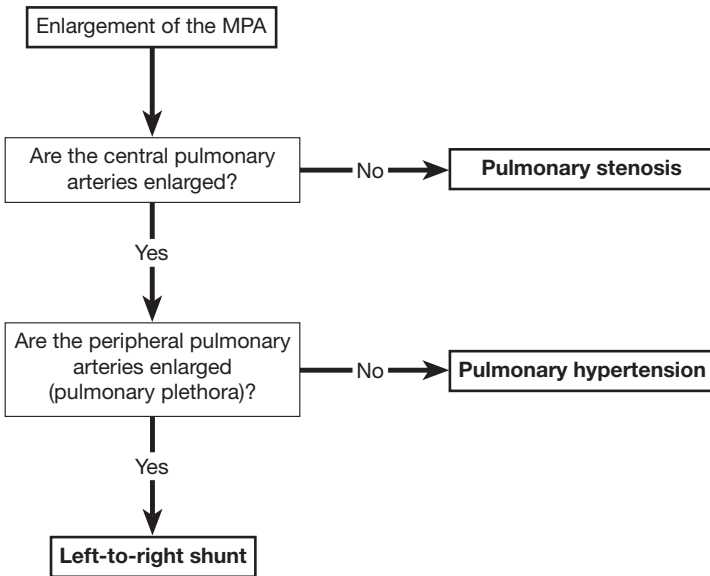 Enlargement of the MPA
Are the central pulmonary
arteries enlarged?
No
Pulmonary stenosis
Yes
Are the peripheral pulmonary
arteries enlarged
(pulmonary plethora)?
No
Pulmonary hypertension
Yes
Left-to-right shunt